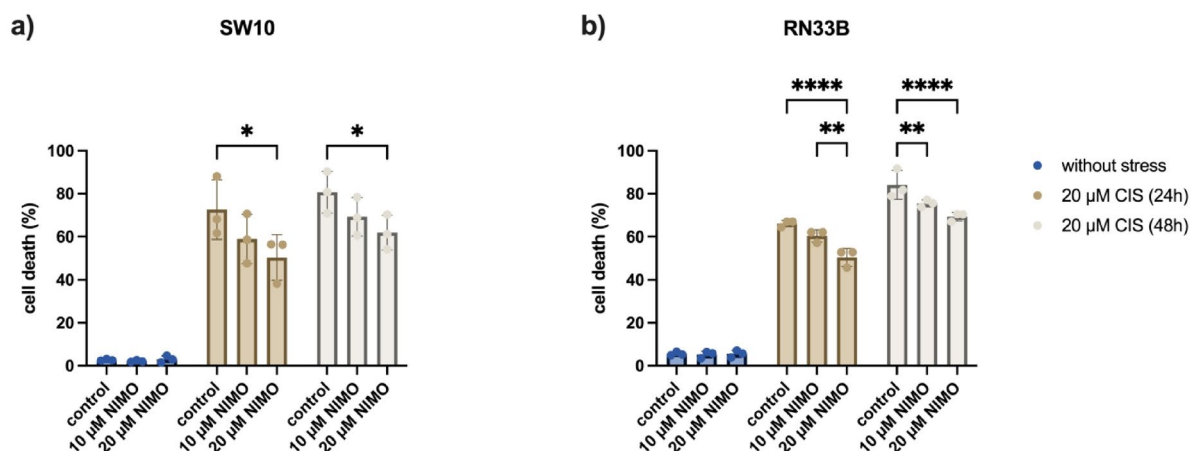 a)
SW10
*
*
cell death (%)
100
80
60
40
20
0
control
10 µM NIMO
20 µM NIMO
control
10 µM NIMO
20 µM NIMO
control
10 µM NIMO
20 µM NIMO
b)
RN33B
****
****
**
**
cell death (%)
100
80
60
40
20
0
control
10 µM NIMO
20 µM NIMO
control
10 µM NIMO
20 µM NIMO
control
10 µM NIMO
20 µM NIMO
without stress
20 µM CIS (24h)
20 µM CIS (48h)